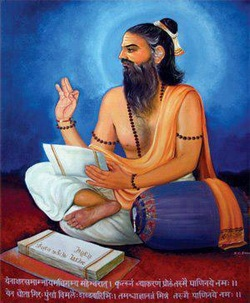 येनाक्षरसमाम्नायमधिगम्य महेश्वरात् । कृत्स्नं व्याकरणं प्रोक्तं तस्मै पाणिनये नमः ॥
येन धौता गिरः पुंसां विमलैः शब्दवारिभिः । तमश्चाज्ञानजं भिन्नं तस्मै पाणिनये नमः ॥